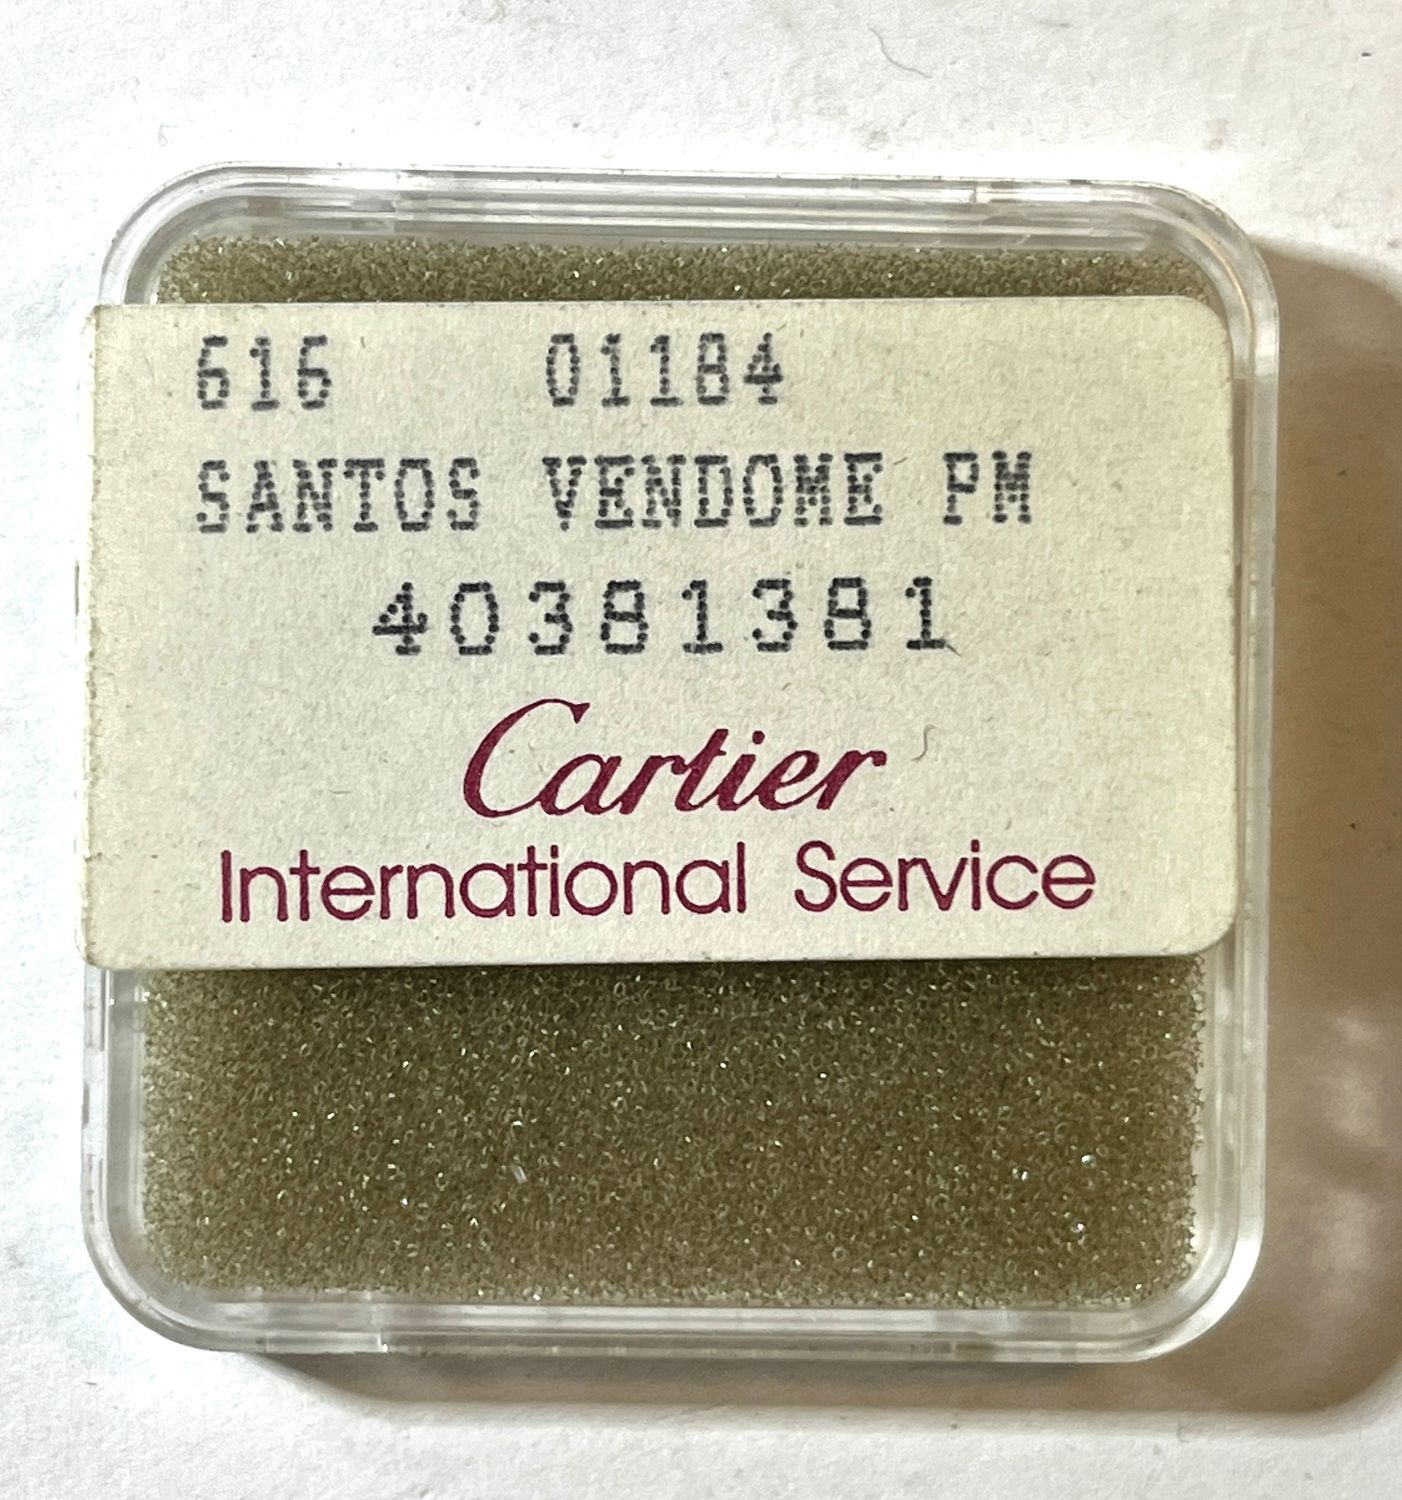 616 01184
SANTOS VENDOME PM
40381381
Cartier
International Service